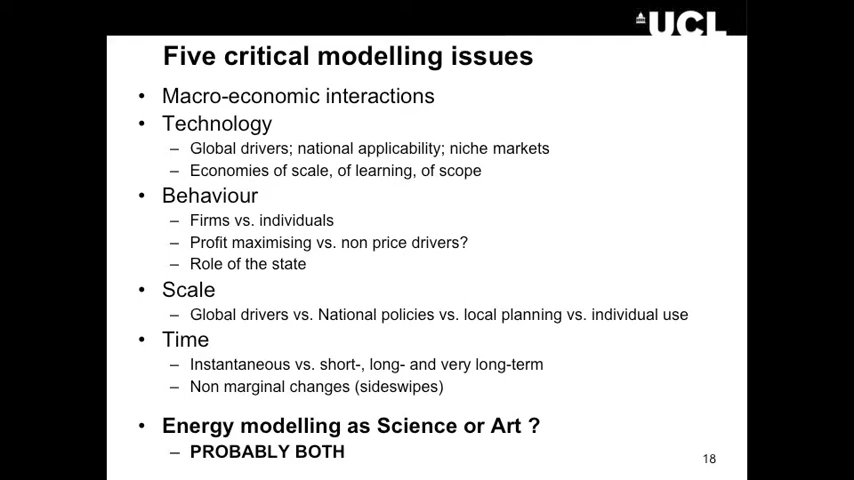 UCL
Five critical modelling issues
• Macro-economic interactions
• Technology
– Global drivers; national applicability; niche markets
– Economies of scale, of learning, of scope
• Behaviour
– Firms vs. individuals
– Profit maximising vs. non price drivers?
– Role of the state
• Scale
– Global drivers vs. National policies vs. local planning vs. individual use
• Time
– Instantaneous vs. short-, long- and very long-term
– Non marginal changes (sideswipes)
• Energy modelling as Science or Art ?
– PROBABLY BOTH
18